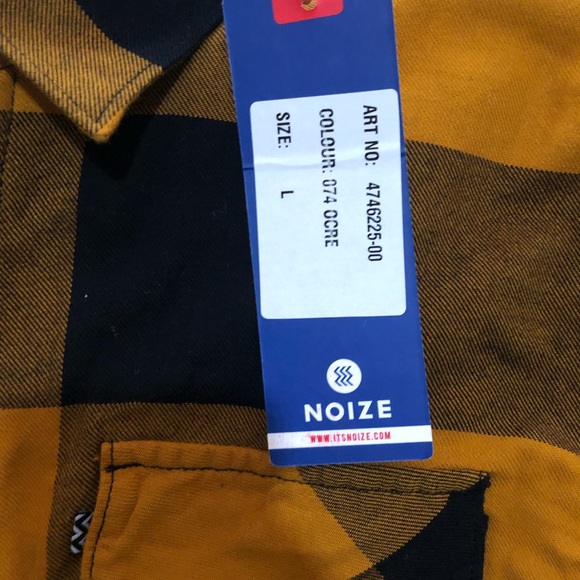 ART NO: 4746225-00
COLOUR: 074 OCRE
SIZE: L
NOIZE
WWW.ITSNOIZE.COM